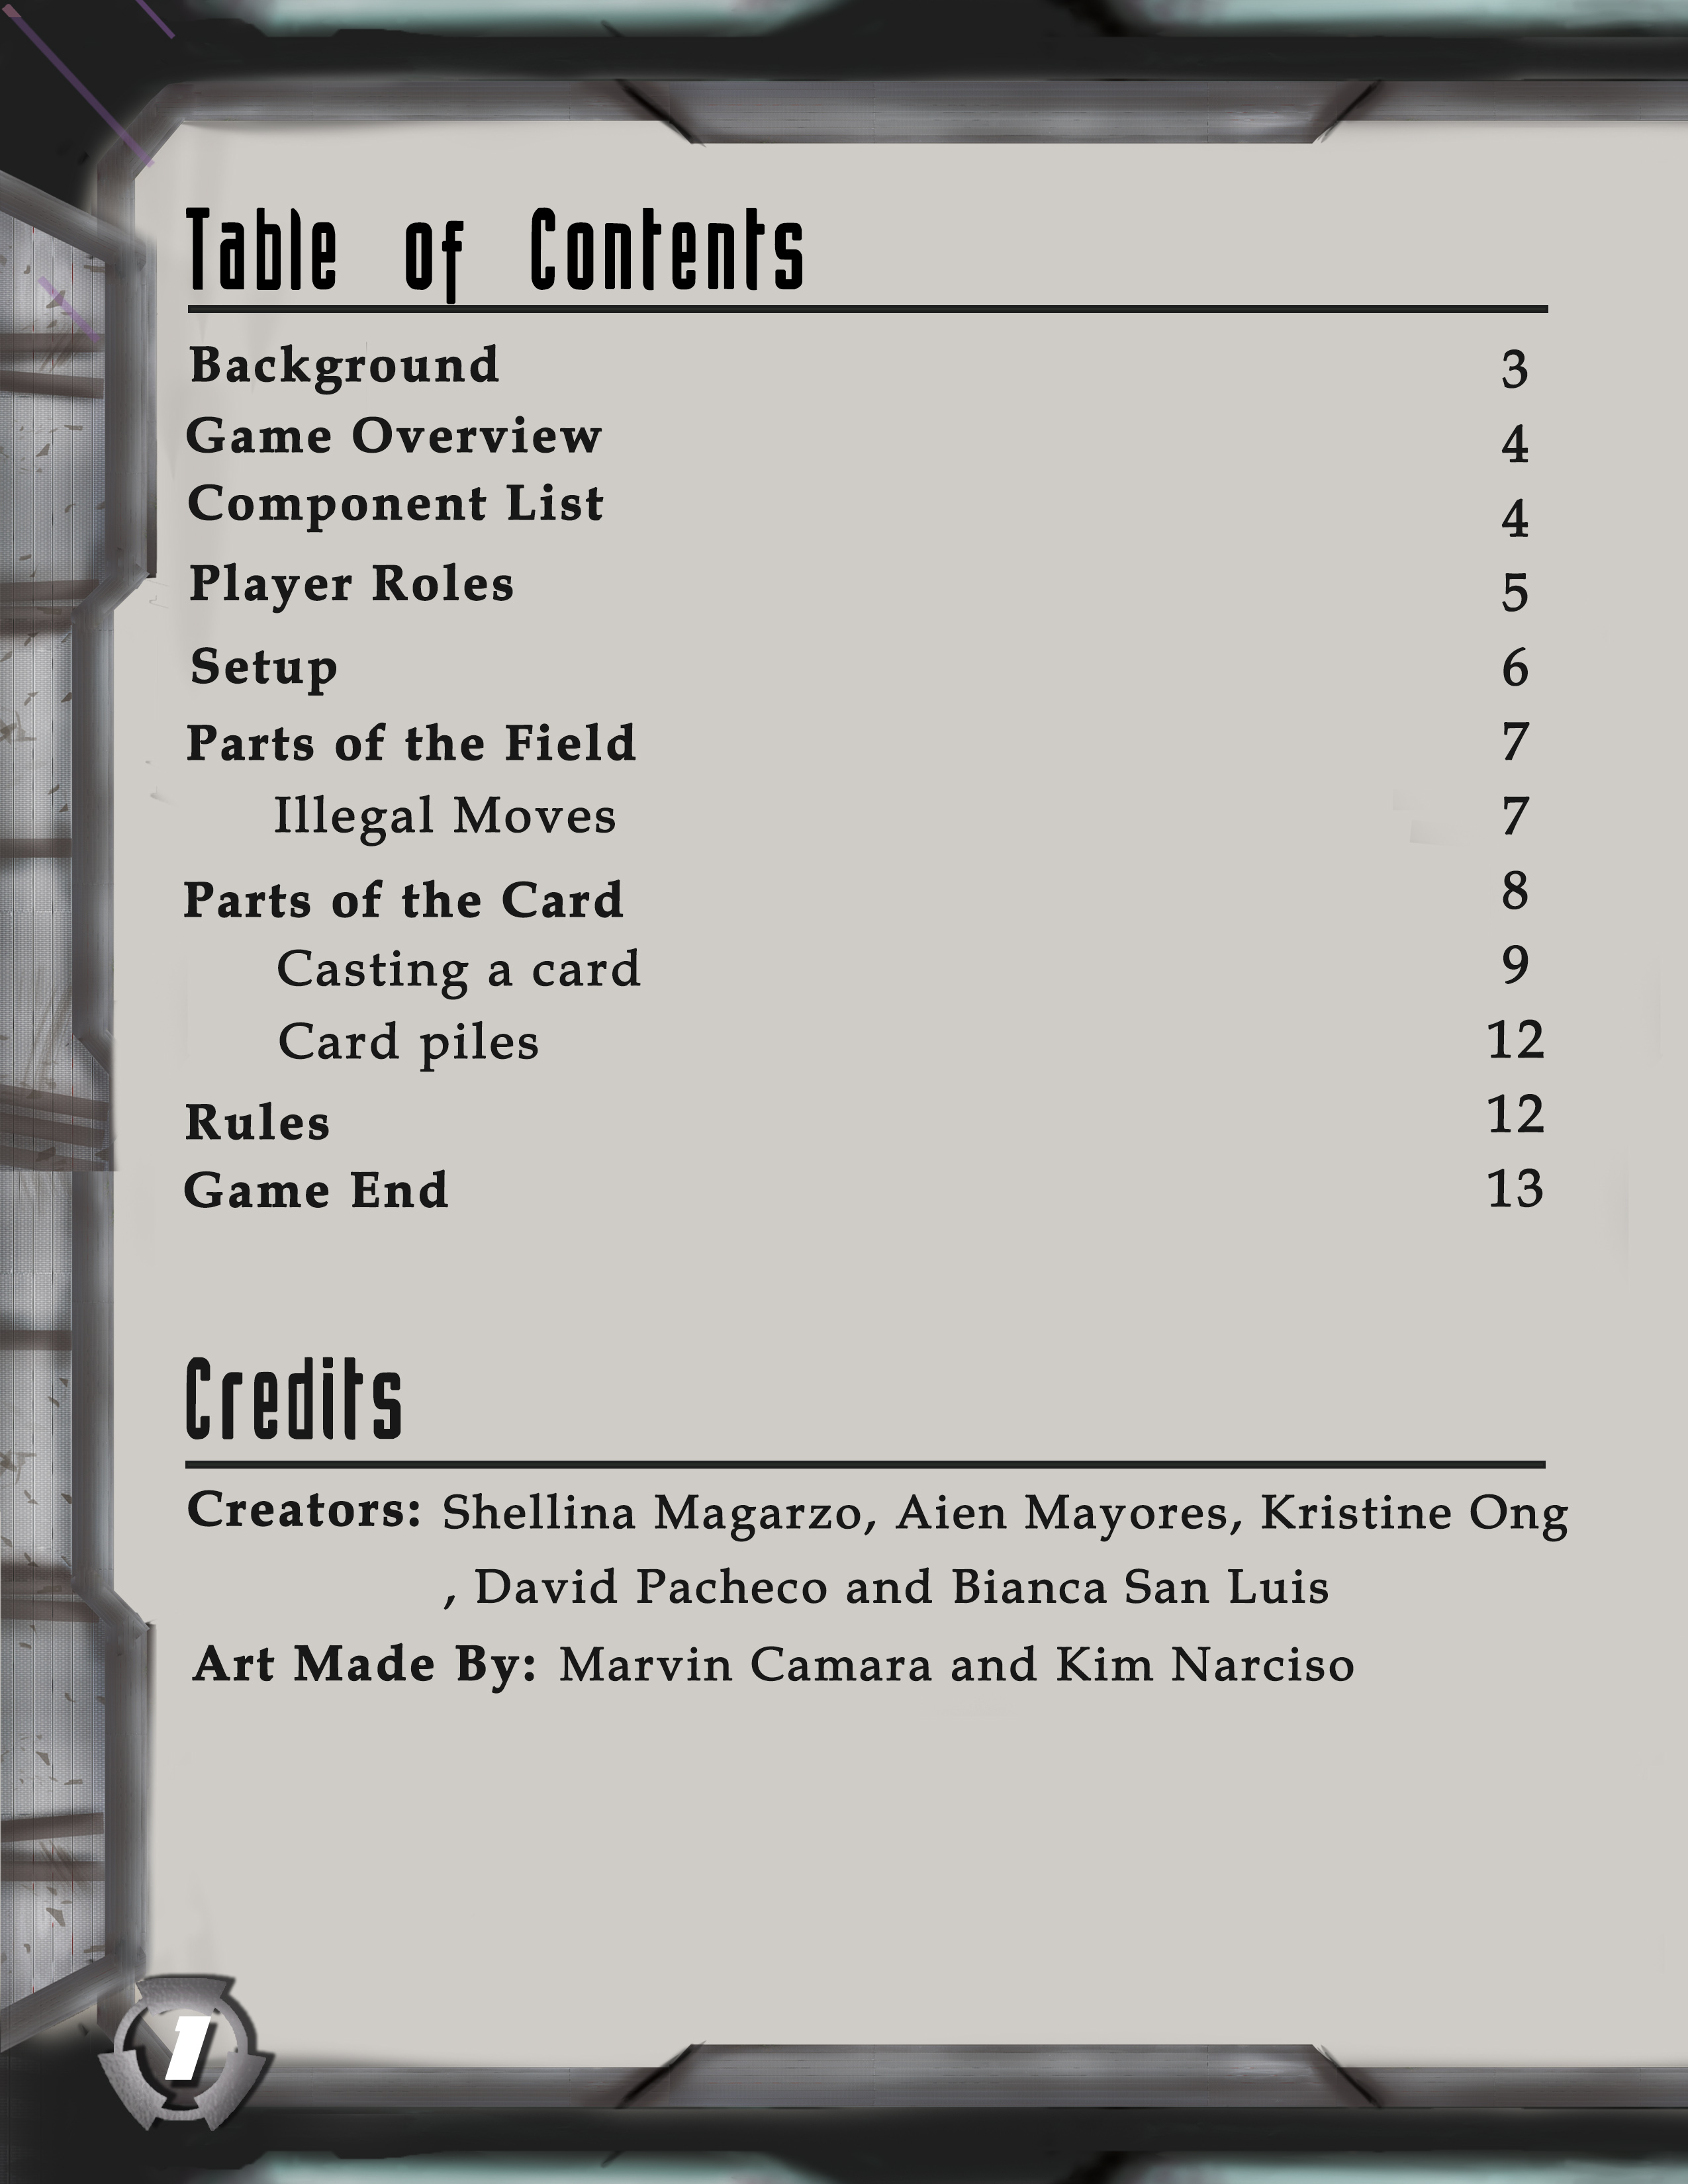 Table of Contents
Background 3
Game Overview 4
Component List 4
Player Roles 5
Setup 6
Parts of the Field 7
Illegal Moves 7
Parts of the Card 8
Casting a card 9
Card piles 12
Rules 12
Game End 13
Credits
Creators: Shellina Magarzo, Aien Mayores, Kristine Ong
, David Pacheco and Bianca San Luis
Art Made By: Marvin Camara and Kim Narciso
1